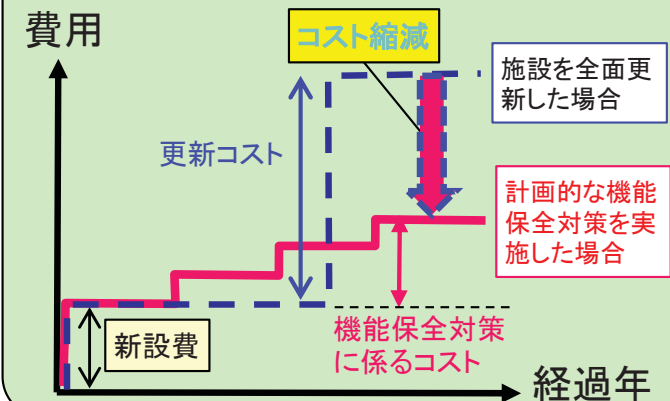 費用
コスト縮減
施設を全面更
新した場合
更新コスト
計画的な機能
保全対策を実
施した場合
新設費
機能保全対策
に係るコスト
経過年